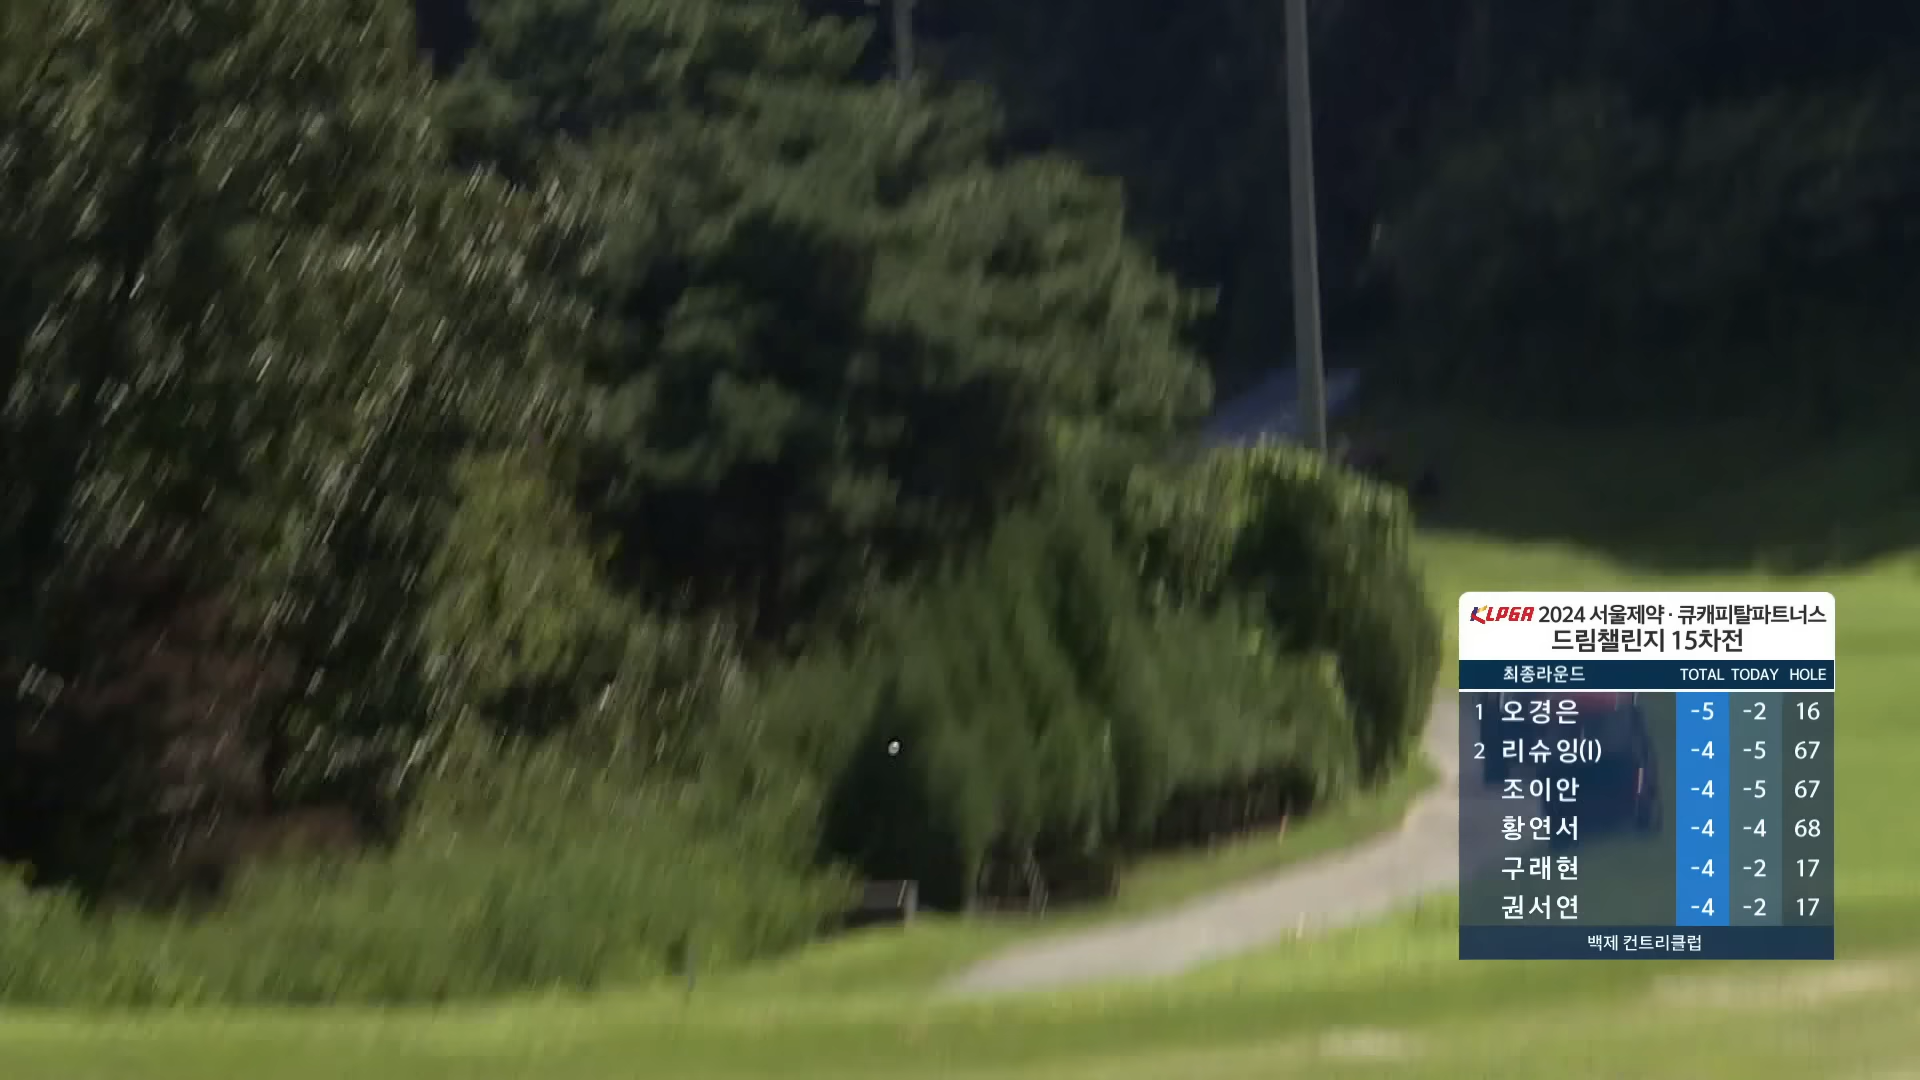 KLPGA 2024 서울제약·큐캐피탈파트너스
드림챌린지 15차전
최종라운드 TOTAL TODAY HOLE
1 오경은 -5 -2 16
2 리슈잉(I) -4 -5 67
조이안 -4 -5 67
황연서 -4 -4 68
구래현 -4 -2 17
권서연 -4 -2 17
백제 컨트리클럽